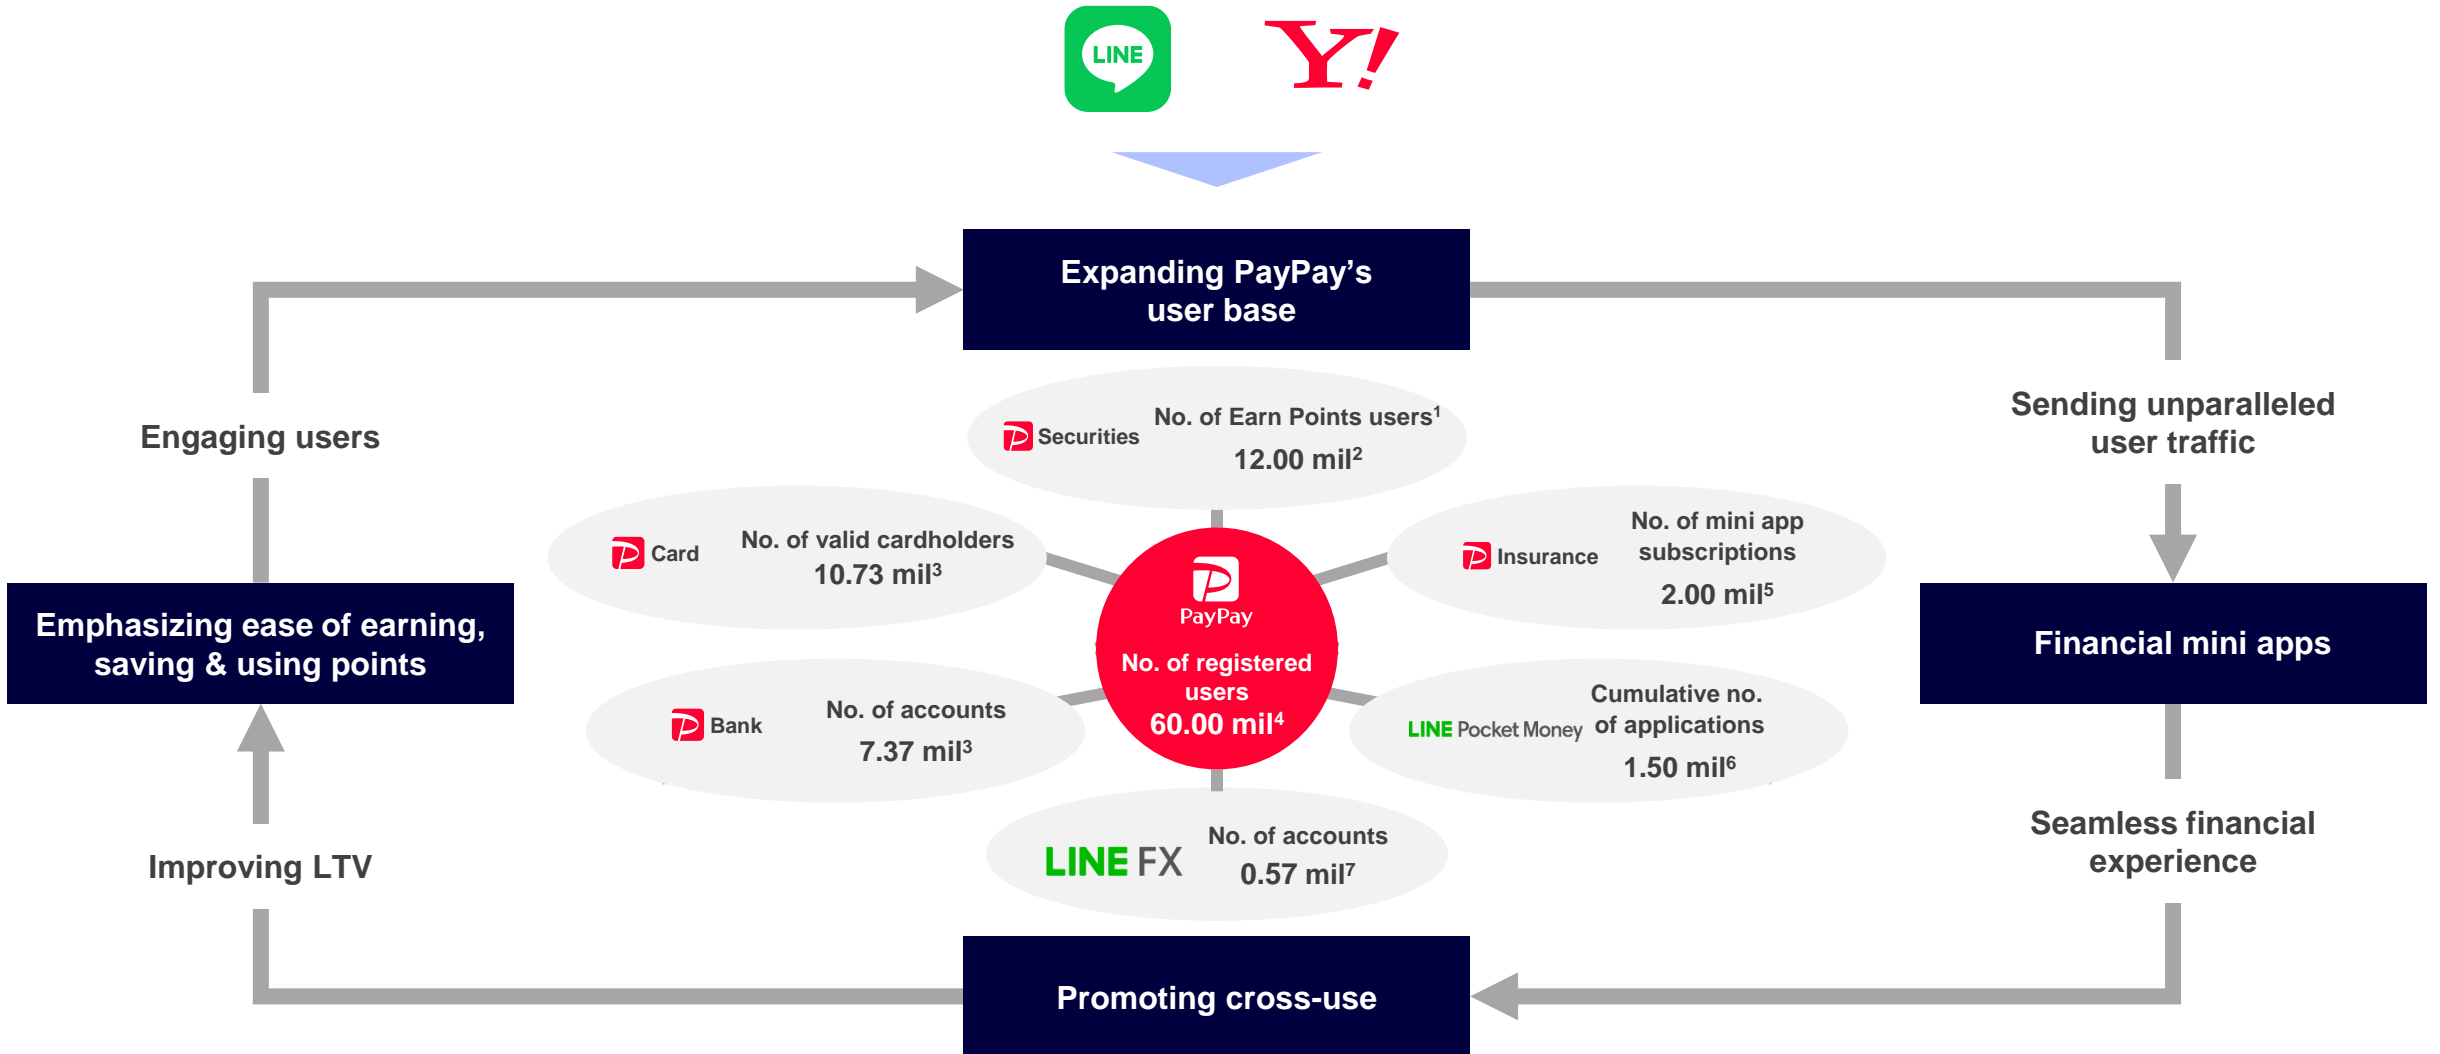 LINE
Y!
Expanding PayPay’s
user base
Engaging users
Sending unparalleled
user traffic
Securities
No. of Earn Points users1
12.00 mil2
Card
No. of valid cardholders
10.73 mil3
Insurance
No. of mini app
subscriptions
2.00 mil5
PayPay
No. of registered
users
60.00 mil4
Emphasizing ease of earning,
saving & using points
Financial mini apps
Bank
No. of accounts
7.37 mil3
LINE Pocket Money
Cumulative no.
of applications
1.50 mil6
LINE FX
No. of accounts
0.57 mil7
Improving LTV
Seamless financial
experience
Promoting cross-use